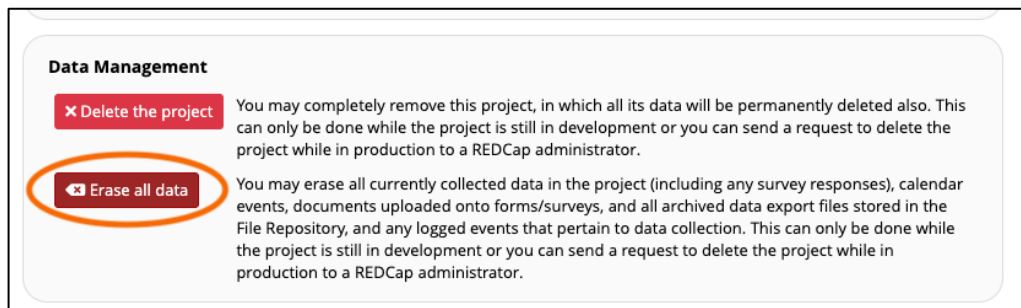 Data Management
Delete the project
You may completely remove this project, in which all its data will be permanently deleted also. This
can only be done while the project is still in development or you can send a request to delete the
project while in production to a REDCap administrator.
Erase all data
You may erase all currently collected data in the project (including any survey responses), calendar
events, documents uploaded onto forms/surveys, and all archived data export files stored in the
File Repository, and any logged events that pertain to data collection. This can only be done while
the project is still in development or you can send a request to delete the project while in
production to a REDCap administrator.